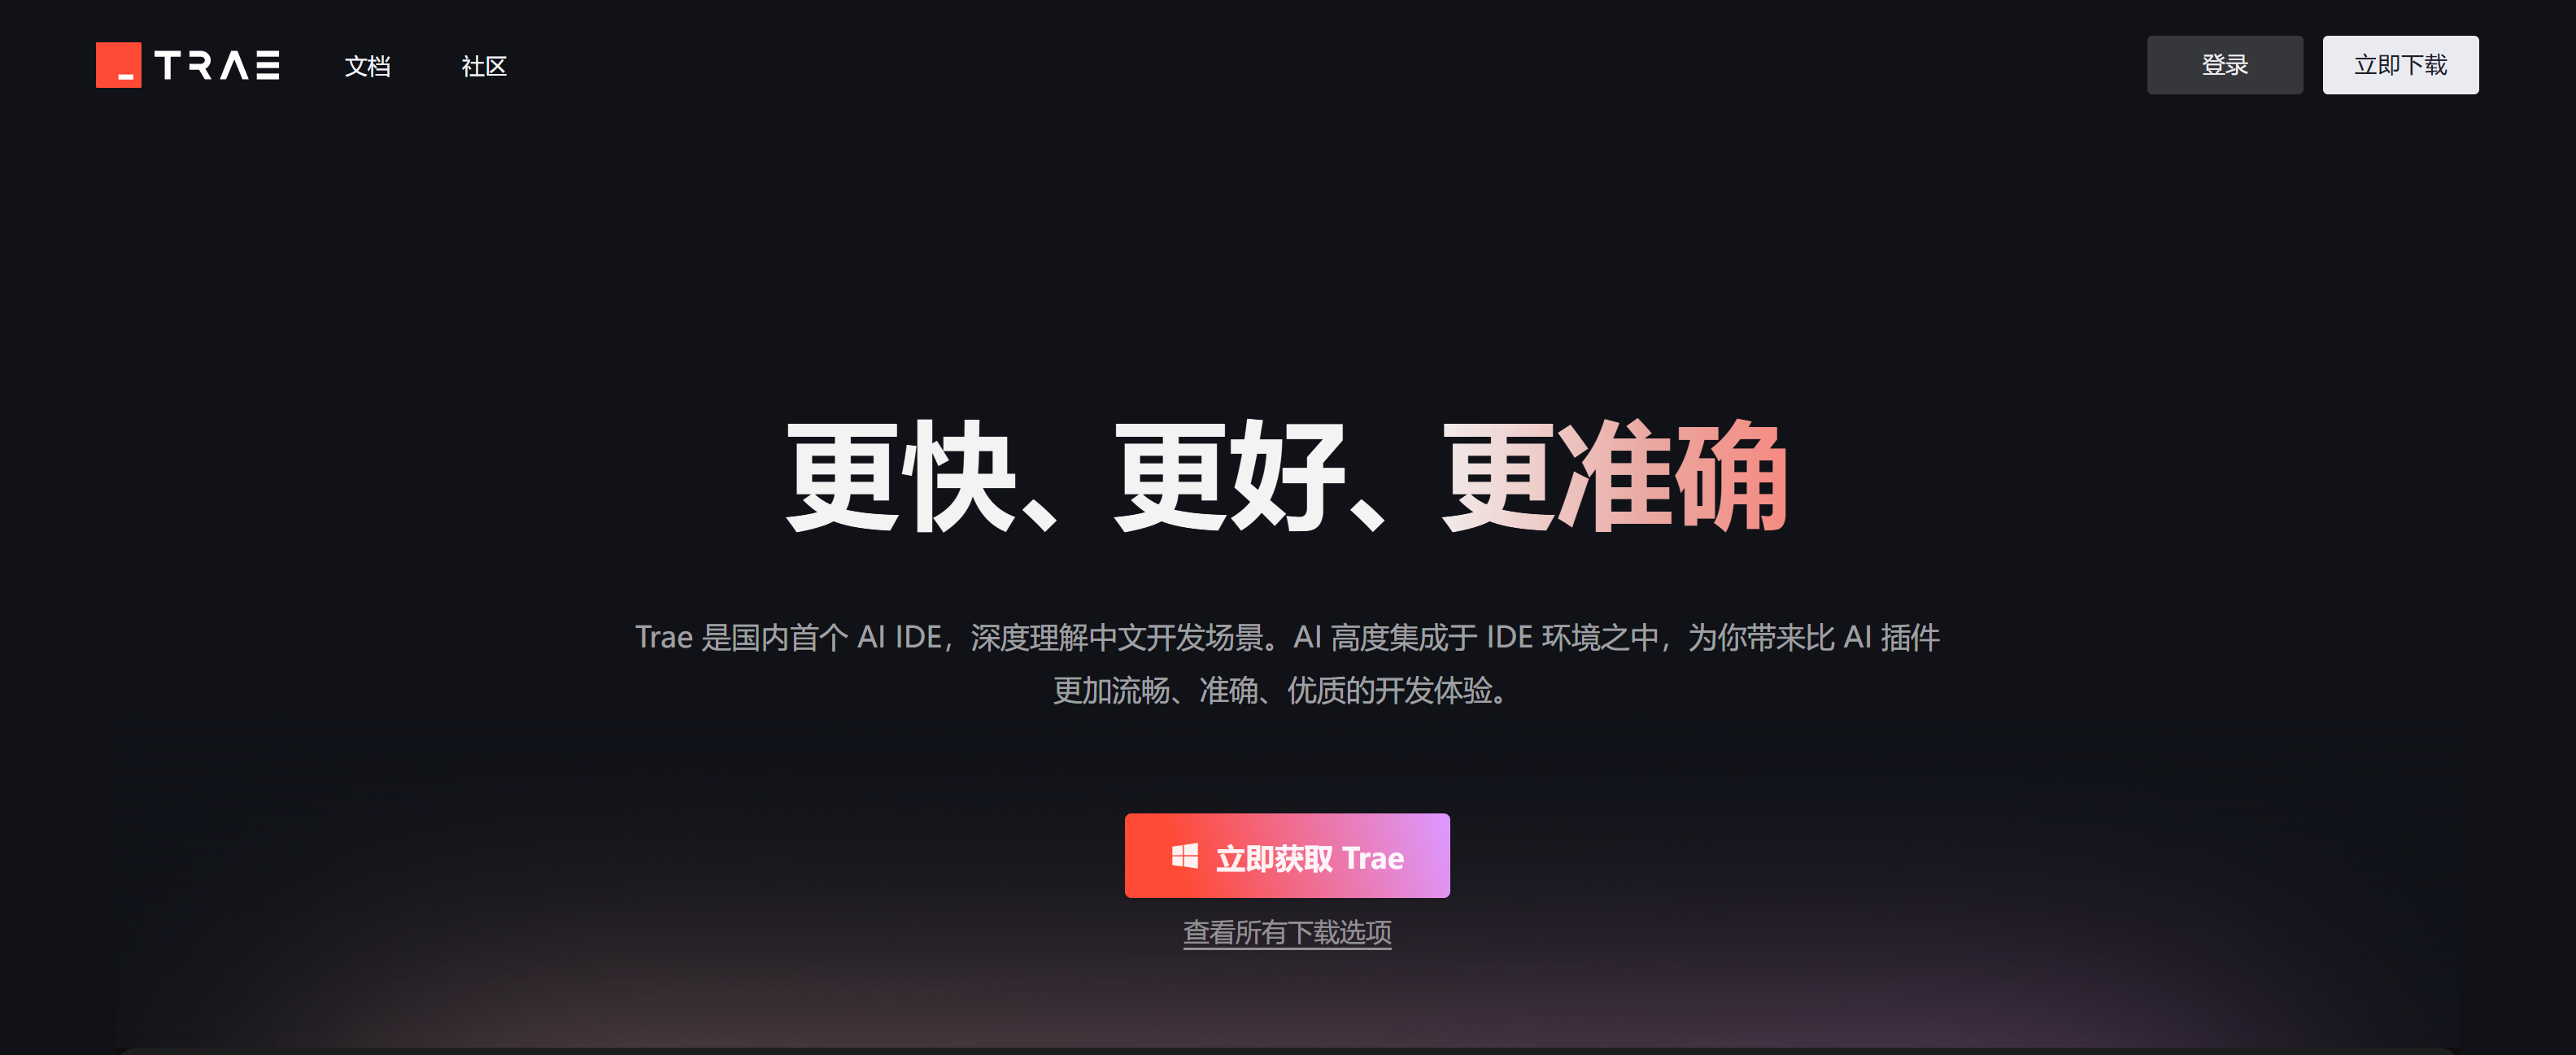 TRAE
文档
社区
登录
立即下载
更快、更好、更准确
Trae 是国内首个 AI IDE，深度理解中文开发场景。AI 高度集成于 IDE 环境之中，为你带来比 AI 插件
更加流畅、准确、优质的开发体验。
立即获取 Trae
查看所有下载选项